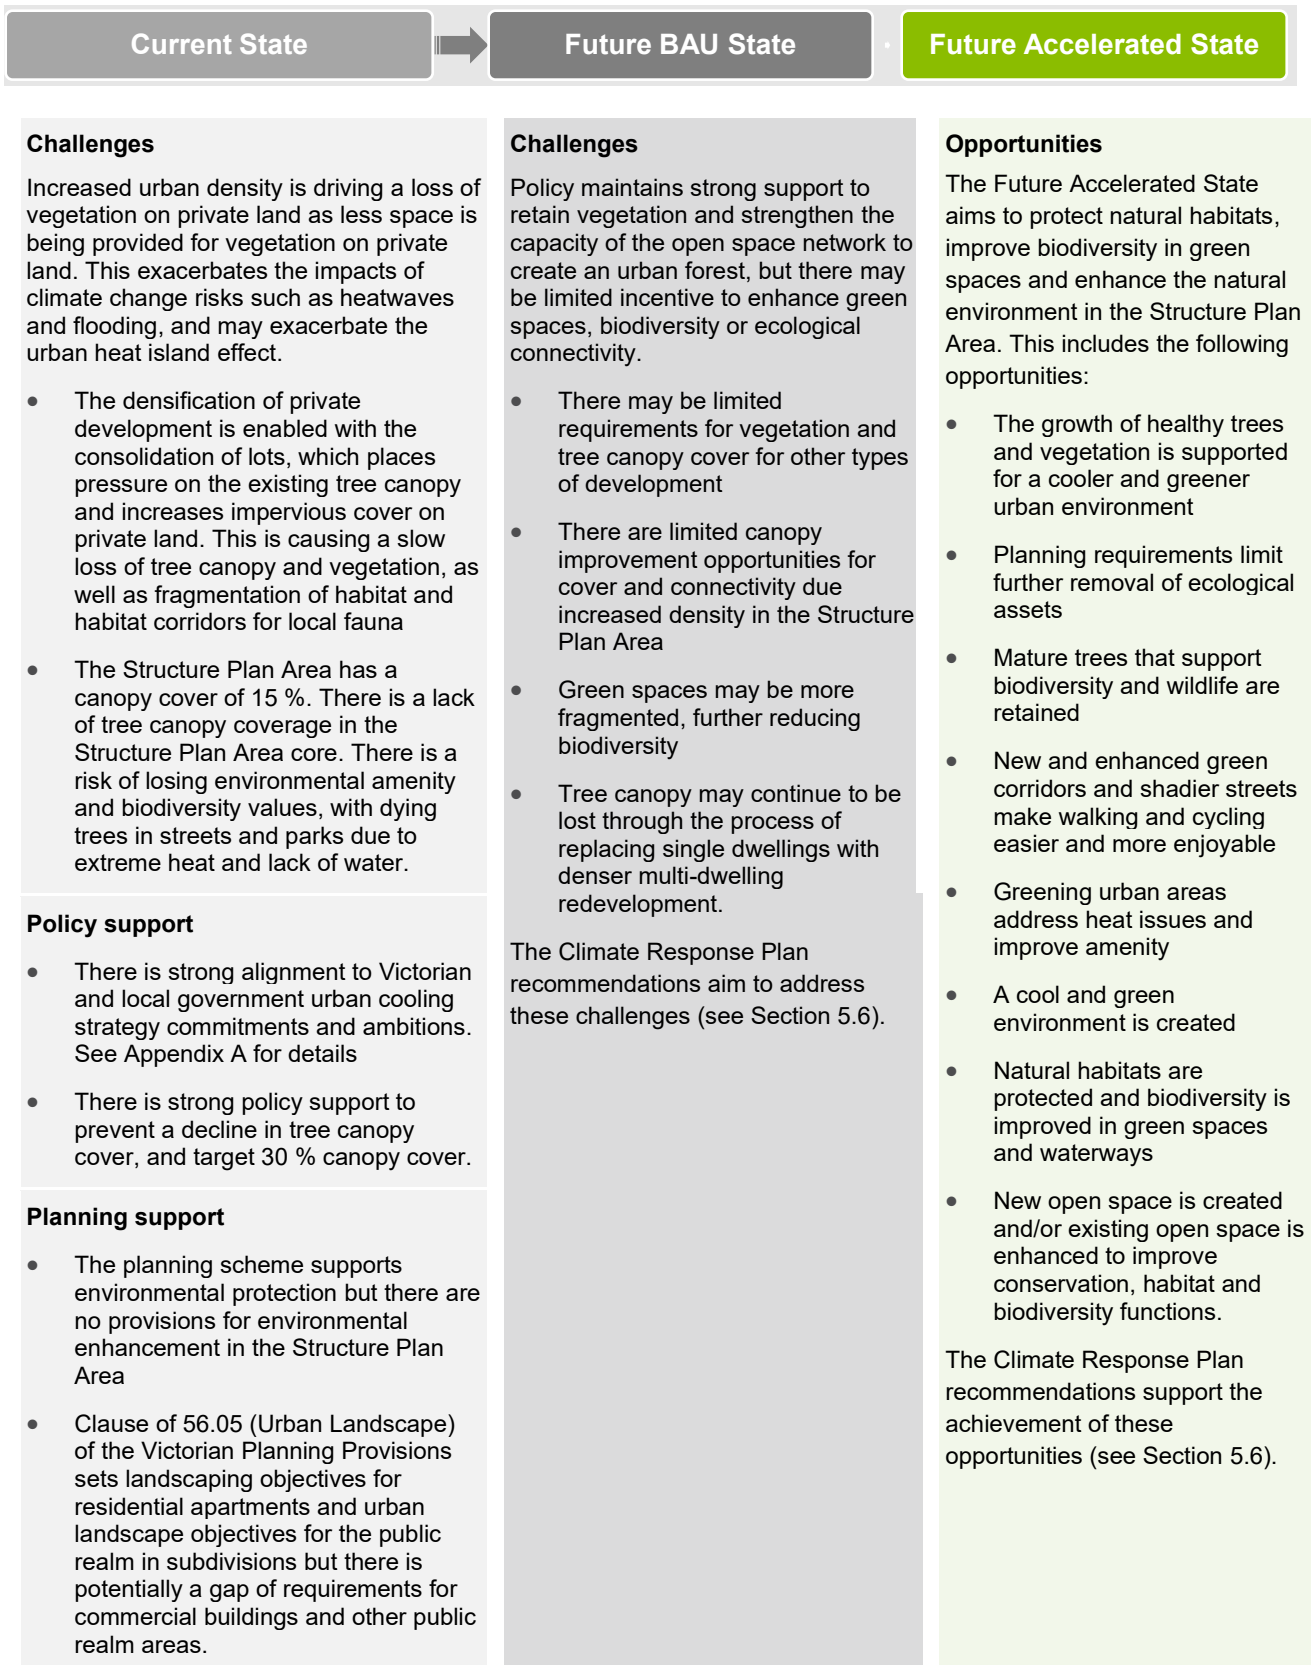 Current State
Future BAU State
Future Accelerated State
Challenges
Increased urban density is driving a loss of
vegetation on private land as less space is
being provided for vegetation on private
land. This exacerbates the impacts of
climate change risks such as heatwaves
and flooding, and may exacerbate the
urban heat island effect.
• The densification of private
development is enabled with the
consolidation of lots, which places
pressure on the existing tree canopy
and increases impervious cover on
private land. This is causing a slow
loss of tree canopy and vegetation, as
well as fragmentation of habitat and
habitat corridors for local fauna
• The Structure Plan Area has a
canopy cover of 15 %. There is a lack
of tree canopy coverage in the
Structure Plan Area core. There is a
risk of losing environmental amenity
and biodiversity values, with dying
trees in streets and parks due to
extreme heat and lack of water.
Policy support
• There is strong alignment to Victorian
and local government urban cooling
strategy commitments and ambitions.
See Appendix A for details
• There is strong policy support to
prevent a decline in tree canopy
cover, and target 30 % canopy cover.
Planning support
• The planning scheme supports
environmental protection but there are
no provisions for environmental
enhancement in the Structure Plan
Area
• Clause of 56.05 (Urban Landscape)
of the Victorian Planning Provisions
sets landscaping objectives for
residential apartments and urban
landscape objectives for the public
realm in subdivisions but there is
potentially a gap of requirements for
commercial buildings and other public
realm areas.
Challenges
Policy maintains strong support to
retain vegetation and strengthen the
capacity of the open space network to
create an urban forest, but there may
be limited incentive to enhance green
spaces, biodiversity or ecological
connectivity.
• There may be limited
requirements for vegetation and
tree canopy cover for other types
of development
• There are limited canopy
improvement opportunities for
cover and connectivity due
increased density in the Structure
Plan Area
• Green spaces may be more
fragmented, further reducing
biodiversity
• Tree canopy may continue to be
lost through the process of
replacing single dwellings with
denser multi-dwelling
redevelopment.
The Climate Response Plan
recommendations aim to address
these challenges (see Section 5.6).
Opportunities
The Future Accelerated State
aims to protect natural habitats,
improve biodiversity in green
spaces and enhance the natural
environment in the Structure Plan
Area. This includes the following
opportunities:
• The growth of healthy trees
and vegetation is supported
for a cooler and greener
urban environment
• Planning requirements limit
further removal of ecological
assets
• Mature trees that support
biodiversity and wildlife are
retained
• New and enhanced green
corridors and shadier streets
make walking and cycling
easier and more enjoyable
• Greening urban areas
address heat issues and
improve amenity
• A cool and green
environment is created
• Natural habitats are
protected and biodiversity is
improved in green spaces
and waterways
• New open space is created
and/or existing open space is
enhanced to improve
conservation, habitat and
biodiversity functions.
The Climate Response Plan
recommendations support the
achievement of these
opportunities (see Section 5.6).